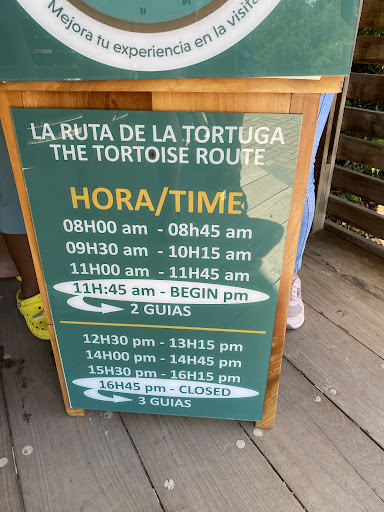 Mejora tu experiencia en la visita
LA RUTA DE LA TORTUGA
THE TORTOISE ROUTE
HORA/TIME
08H00 am - 08h45 am
09H30 am - 10H15 am
11H00 am - 11H45 am
11H:45 am - BEGIN pm
2 GUIAS
12H30 pm - 13H15 pm
14H00 pm - 14H45 pm
15H30 pm - 16H15 pm
16H45 pm - CLOSED
3 GUIAS